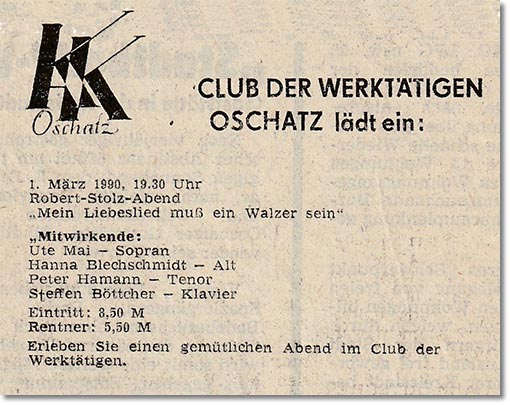 KK
Oschatz
CLUB DER WERKTÄTIGEN
OSCHATZ lädt ein:
1. März 1990, 19.30 Uhr
Robert-Stolz-Abend
„Mein Liebeslied muß ein Walzer sein“
„Mitwirkende:
Ute Mai – Sopran
Hanna Blechschmidt – Alt
Peter Hamann – Tenor
Steffen Böttcher – Klavier
Eintritt: 8,50 M
Rentner: 5,50 M
Erleben Sie einen gemütlichen Abend im Club der
Werktätigen.